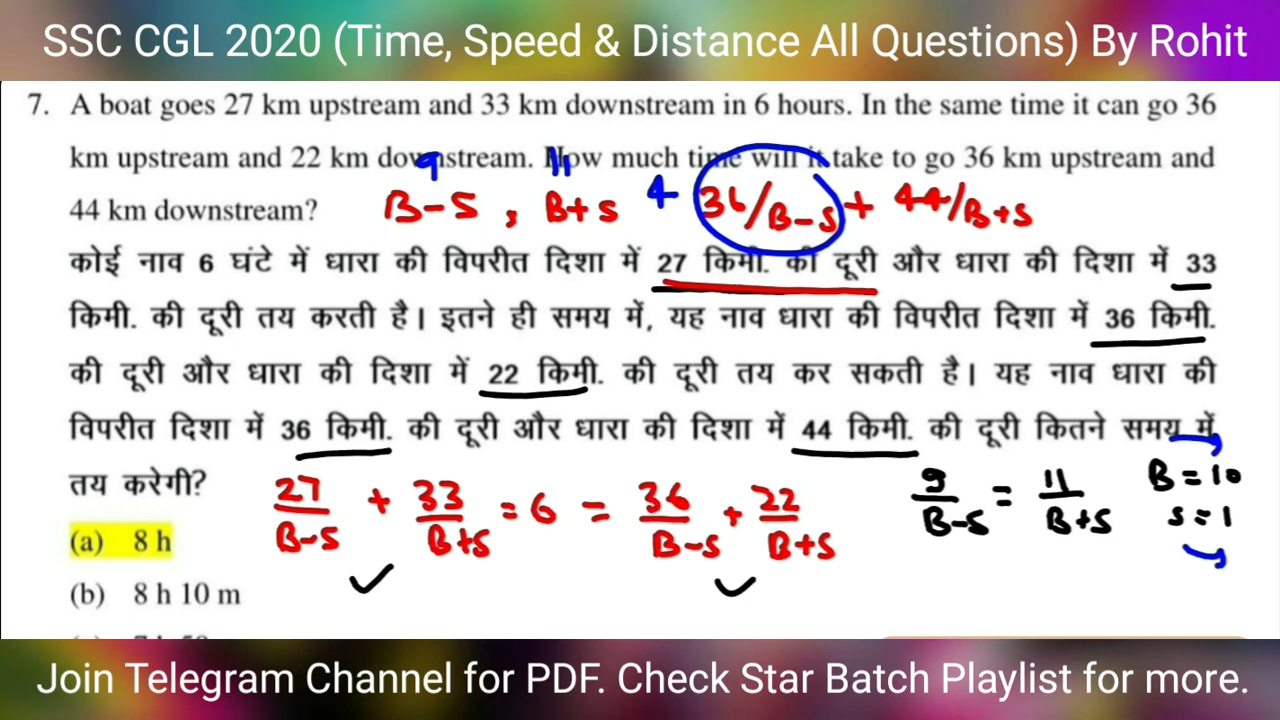 SSC CGL 2020 (Time, Speed & Distance All Questions) By Rohit
7. A boat goes 27 km upstream and 33 km downstream in 6 hours. In the same time it can go 36
km upstream and 22 km downstream. How much time will it take to go 36 km upstream and
9 11
44 km downstream? B-S , B+S 4 36/B-S + 44/B+S
कोई नाव 6 घंटे में धारा की विपरीत दिशा में 27 किमी. की दूरी और धारा की दिशा में 33
किमी. की दूरी तय करती है। इतने ही समय में, यह नाव धारा की विपरीत दिशा में 36 किमी.
की दूरी और धारा की दिशा में 22 किमी. की दूरी तय कर सकती है। यह नाव धारा की
विपरीत दिशा में 36 किमी. की दूरी और धारा की दिशा में 44 किमी. की दूरी कितने समय में
तय करेगी?
27/B-S + 33/B+S = 6 = 36/B-S + 22/B+S
9/B-S = 11/B+S
B = 10
S = 1
(a) 8 h
(b) 8 h 10 m
Join Telegram Channel for PDF. Check Star Batch Playlist for more.